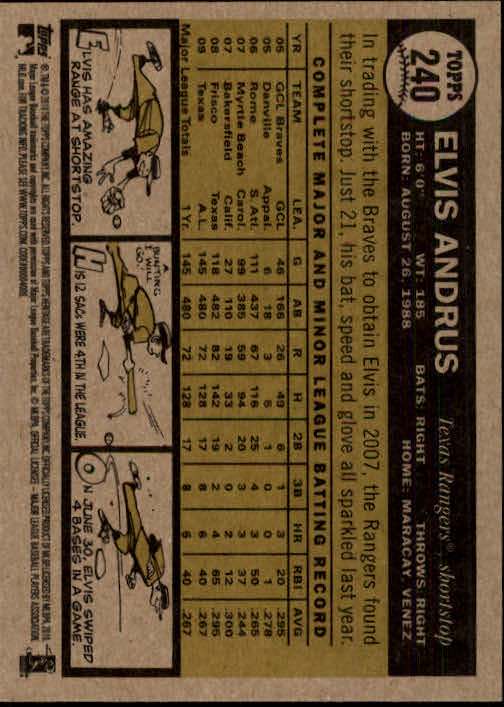 TOPPS
240
ELVIS ANDRUS
Texas Rangers® shortstop
HT: 6'0" WT: 185 BATS: RIGHT THROWS: RIGHT
BORN: AUGUST 26, 1988 HOME: MARACAY, VENEZ.
In trading with the Braves to obtain Elvis in 2007, the Rangers found
their shortstop. Just 21, his bat, speed and glove all sparkled last year.
COMPLETE MAJOR AND MINOR LEAGUE BATTING RECORD
YR TEAM LEA. G AB R H 2B 3B HR RBI AVG
05 GCL Braves GCL 46 166 26 49 6 1 3 20 .295
05 Danville Appal. 6 18 3 5 1 0 0 1 .278
06 Rome S. Atl. 111 437 67 116 25 4 3 50 .265
07 Myrtle Beach Carol. 99 385 59 94 20 3 3 37 .244
07 Bakersfield Calif. 27 110 19 33 2 0 2 12 .300
08 Frisco Texas 118 482 82 142 19 2 4 65 .295
09 Texas A.L. 145 480 72 128 17 8 6 40 .267
Major League Totals 1 Yr. 145 480 72 128 17 8 6 40 .267
ELVIS HAS AMAZING
RANGE AT SHORTSTOP.
A
BUNTING
I WILL
GO!
HIS 12 SACS WERE 4TH IN THE LEAGUE.
ON JUNE 30, ELVIS SWIPED
4 BASES IN A GAME.
Topps